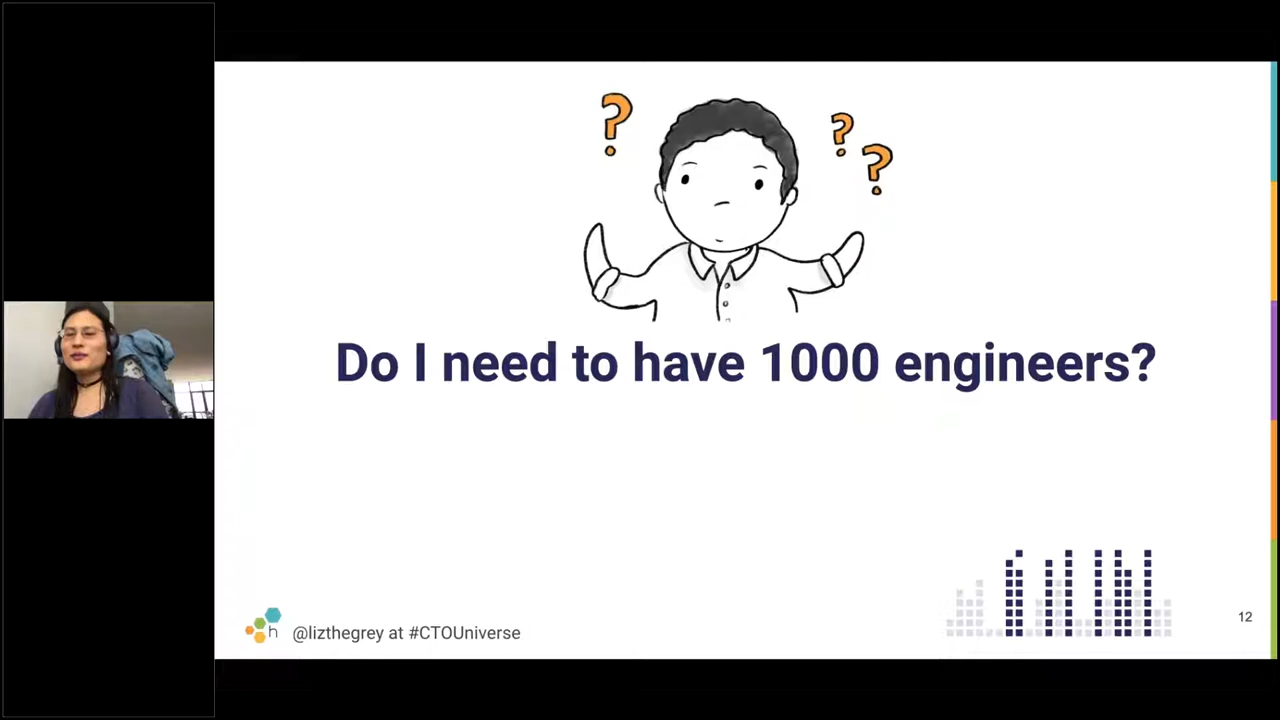 ? ? ?
Do I need to have 1000 engineers?
h @lizthegrey at #CTOUniverse
12